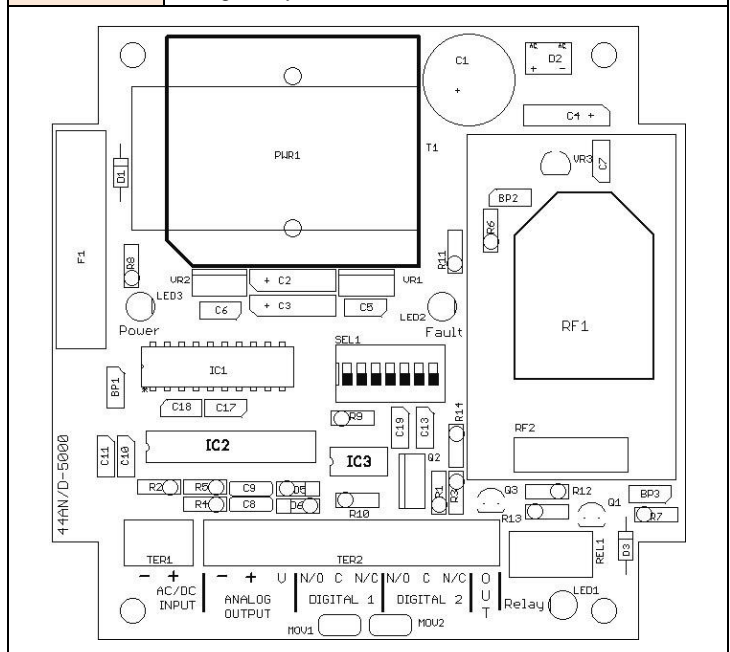 C1
AC AC
D2
+ -
+
C4 +
PWR1
T1
D1
VR3
C7
BP2
R6
F1
R8
R11
VR2
+ C2
VR1
LED3
C6
+ C3
C5
LED2
Power
Fault
RF1
SEL1
IC1
BP1
C18
C17
R9
C19
C13
R14
RF2
IC2
IC3
Q2
C11
C10
44AN/D-5000
R2
R5
C9
D5
R4
C8
D6
R10
R1
R3
Q3
R12
BP3
R13
Q1
R7
TER1
TER2
REL1
D3
- + - + V N/O C N/C N/O C N/C O U T
AC/DC INPUT
ANALOG OUTPUT
DIGITAL 1
DIGITAL 2
Relay
LED1
MOV1
MOV2